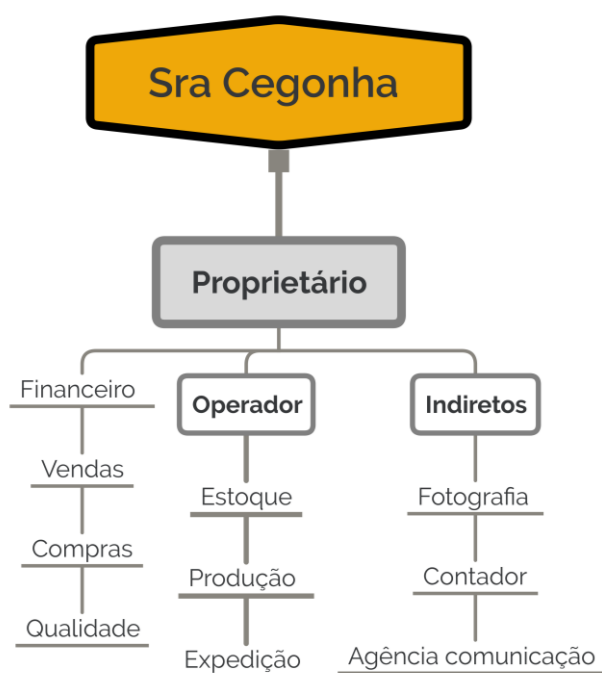 Sra Cegonha
Proprietário
Financeiro
Vendas
Compras
Qualidade
Operador
Estoque
Produção
Expedição
Indiretos
Fotografia
Contador
Agência comunicação